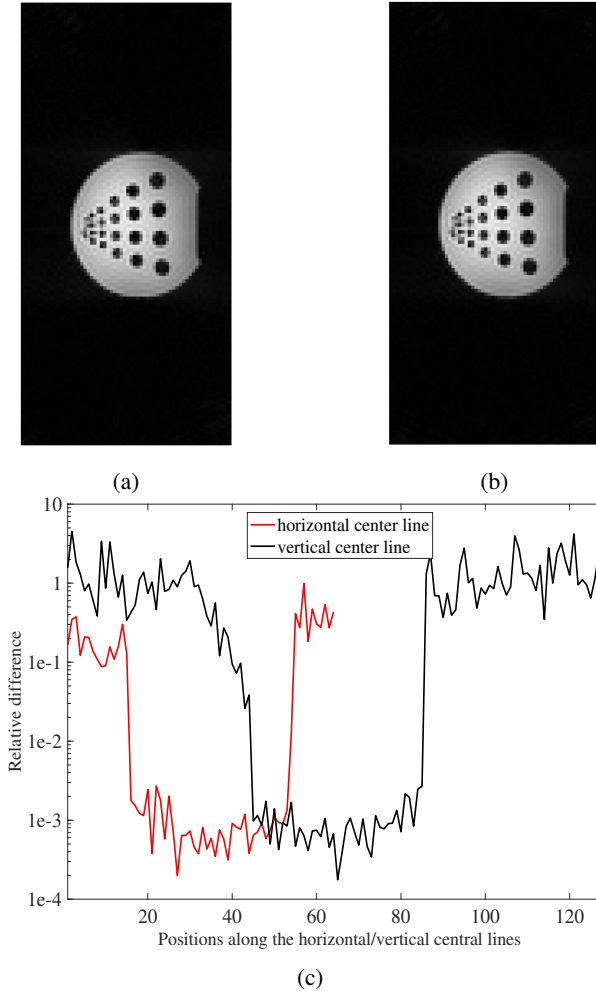 (a)
(b)
10
1
1e-1
1e-2
1e-3
1e-4
Relative difference
horizontal center line
vertical center line
20
40
60
80
100
120
Positions along the horizontal/vertical central lines
(c)